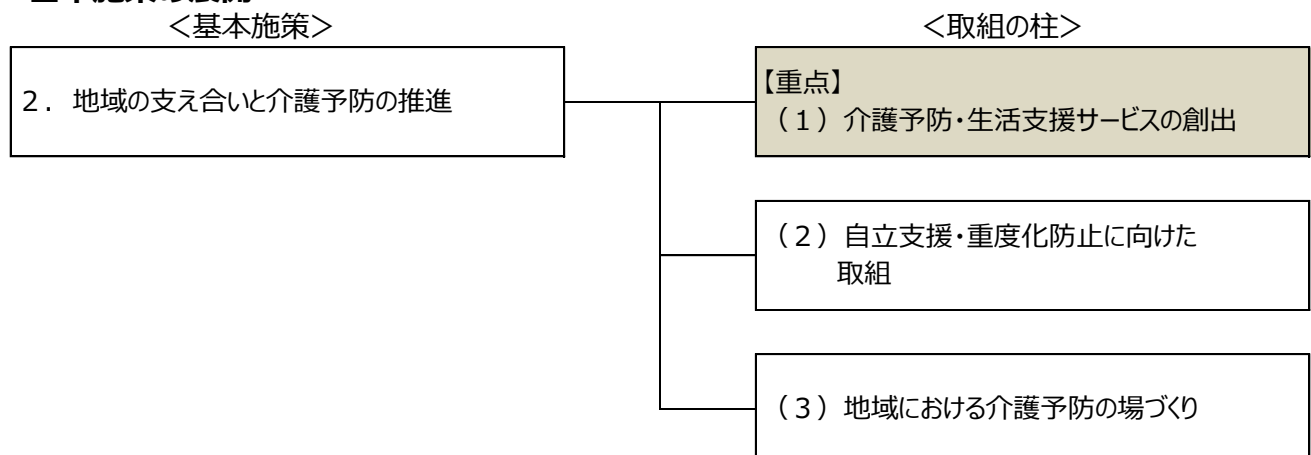 ＜基本施策＞
＜取組の柱＞
２．地域の支え合いと介護予防の推進
【重点】
（１）介護予防・生活支援サービスの創出
（２）自立支援・重度化防止に向けた
取組
（３）地域における介護予防の場づくり